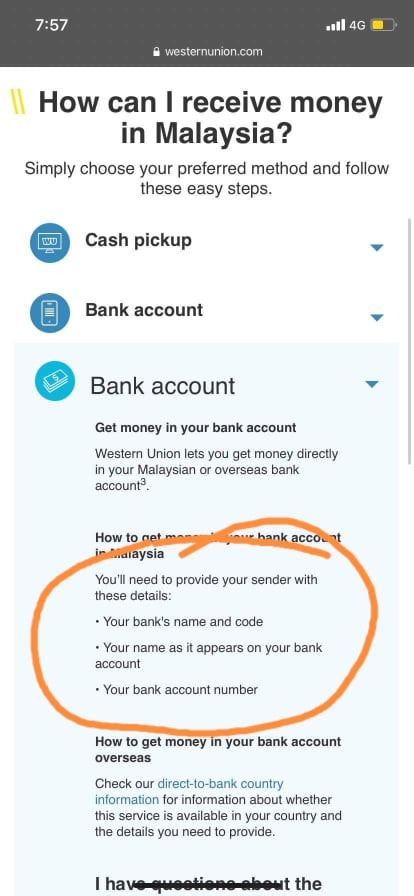 7:57
4G
westernunion.com
\\ How can I receive money
in Malaysia?
Simply choose your preferred method and follow
these easy steps.
WU
Cash pickup
Bank account
Bank account
Get money in your bank account
Western Union lets you get money directly
in your Malaysian or overseas bank
account³.
How to get money in your bank account
in Malaysia
You'll need to provide your sender with
these details:
• Your bank's name and code
• Your name as it appears on your bank
account
• Your bank account number
How to get money in your bank account
overseas
Check our direct-to-bank country
information for information about whether
this service is available in your country and
the details you need to provide.
I have questions about the